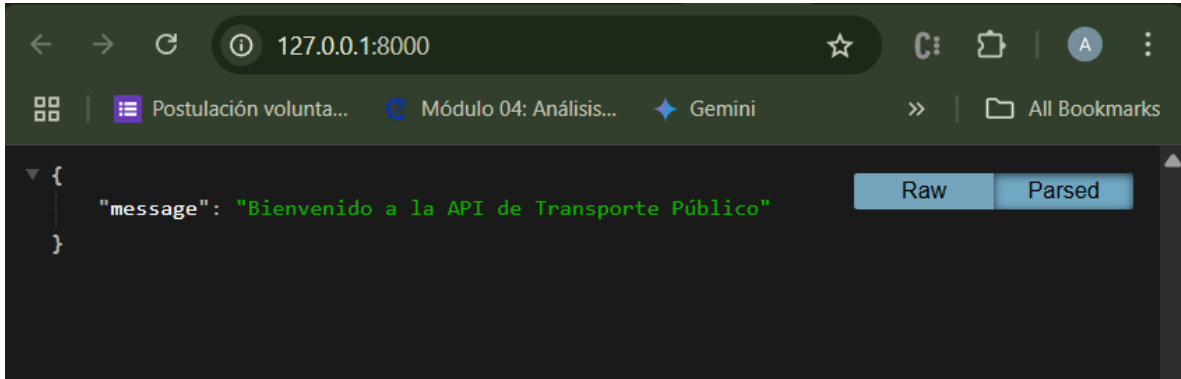 127.0.0.1:8000
A
Postulación volunta... Módulo 04: Análisis... Gemini » All Bookmarks
{
Raw Parsed
"message": "Bienvenido a la API de Transporte Público"
}